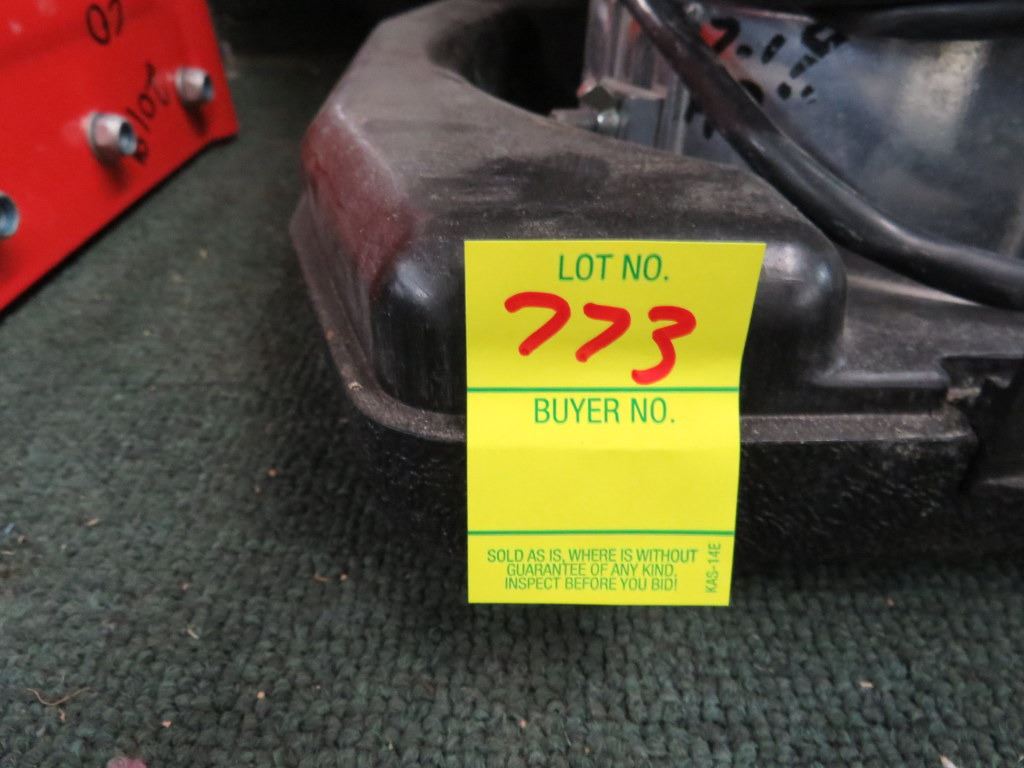 LOT NO.
773
BUYER NO.
SOLD AS IS, WHERE IS WITHOUT
GUARANTEE OF ANY KIND,
INSPECT BEFORE YOU BID!
KAS-14E